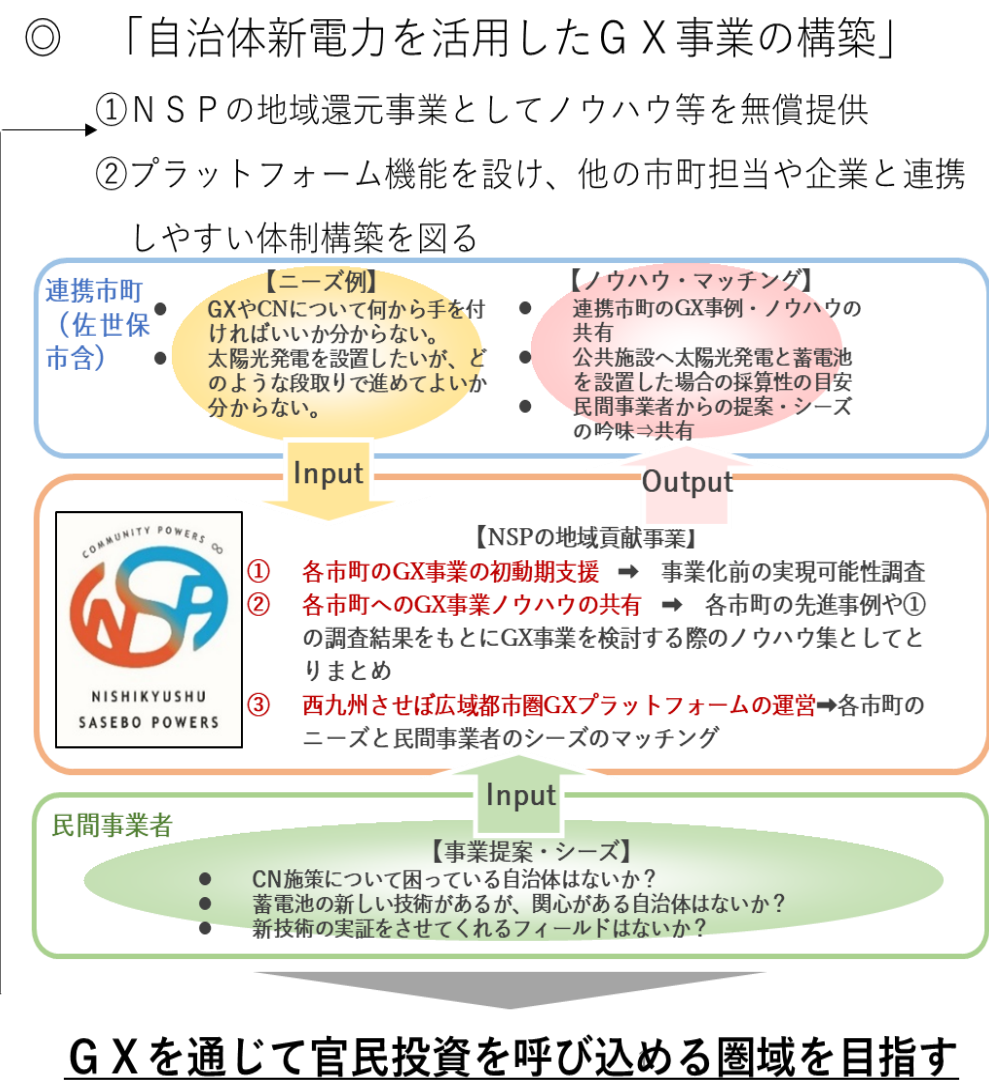 ◎ 「自治体新電力を活用したGX事業の構築」
①NSPの地域還元事業としてノウハウ等を無償提供
②プラットフォーム機能を設け、他の市町担当や企業と連携
しやすい体制構築を図る
連携市町
（佐世保
市含）
【ニーズ例】
● GXやCNについて何から手を付
ければいいか分からない。
● 太陽光発電を設置したいが、ど
のような段取りで進めてよいか
分からない。
【ノウハウ・マッチング】
● 連携市町のGX事例・ノウハウの
共有
● 公共施設へ太陽光発電と蓄電池
を設置した場合の採算性の目安
● 民間事業者からの提案・シーズ
の吟味⇒共有
Input
Output
COMMUNITY POWERS ∞
NSP
NISHIKYUSHU
SASEBO POWERS
【NSPの地域貢献事業】
① 各市町のGX事業の初動期支援 ➡ 事業化前の実現可能性調査
② 各市町へのGX事業ノウハウの共有 ➡ 各市町の先進事例や①
の調査結果をもとにGX事業を検討する際のノウハウ集としてと
りまとめ
③ 西九州させぼ広域都市圏GXプラットフォームの運営➡各市町の
ニーズと民間事業者のシーズのマッチング
Input
民間事業者
【事業提案・シーズ】
● CN施策について困っている自治体はないか？
● 蓄電池の新しい技術があるが、関心がある自治体はないか？
● 新技術の実証をさせてくれるフィールドはないか？
GXを通じて官民投資を呼び込める圏域を目指す